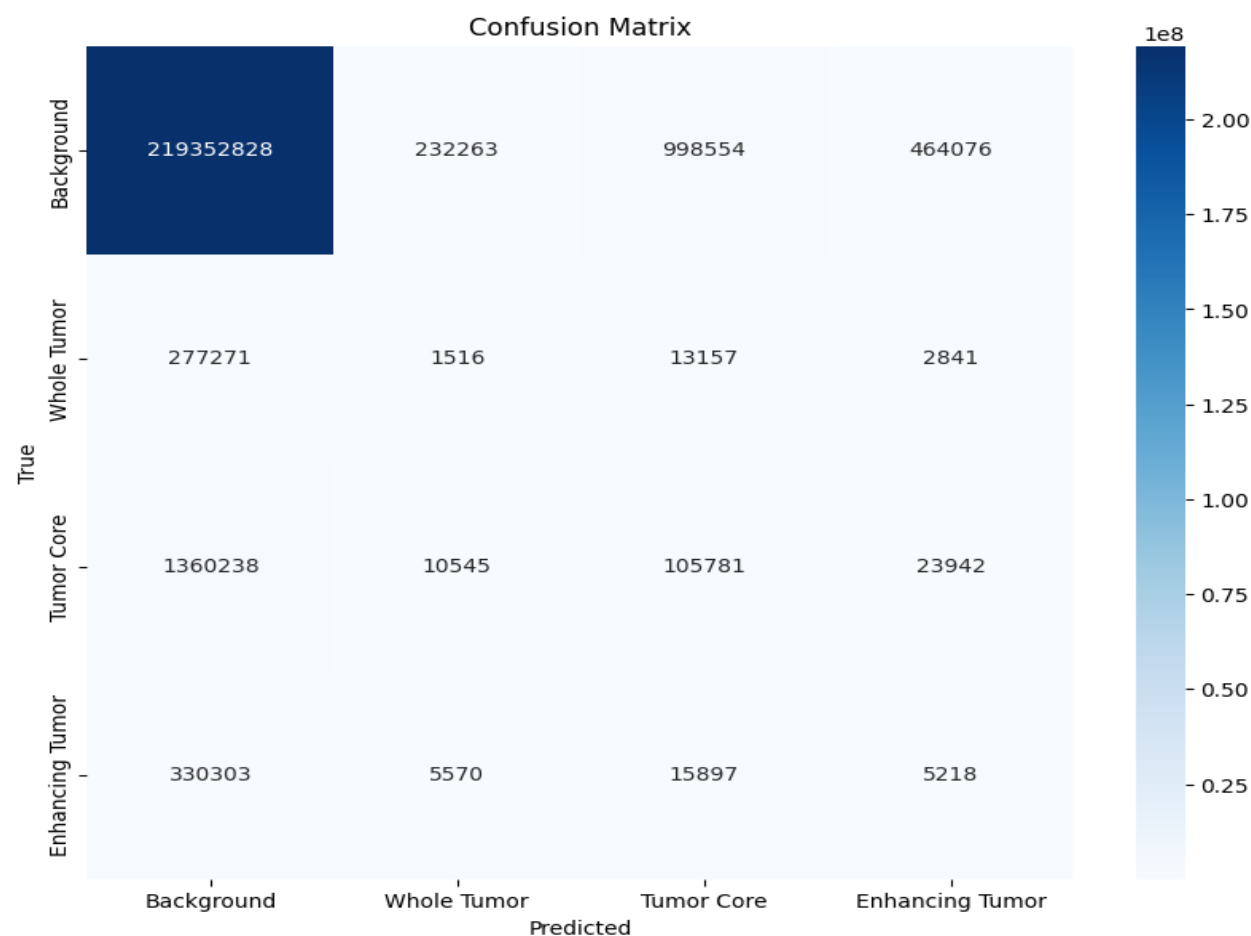 Confusion Matrix
1e8
Background
219352828 232263 998554 464076
Whole Tumor
277271 1516 13157 2841
Tumor Core
1360238 10545 105781 23942
Enhancing Tumor
330303 5570 15897 5218
True
Background Whole Tumor Tumor Core Enhancing Tumor
Predicted
2.00
1.75
1.50
1.25
1.00
0.75
0.50
0.25